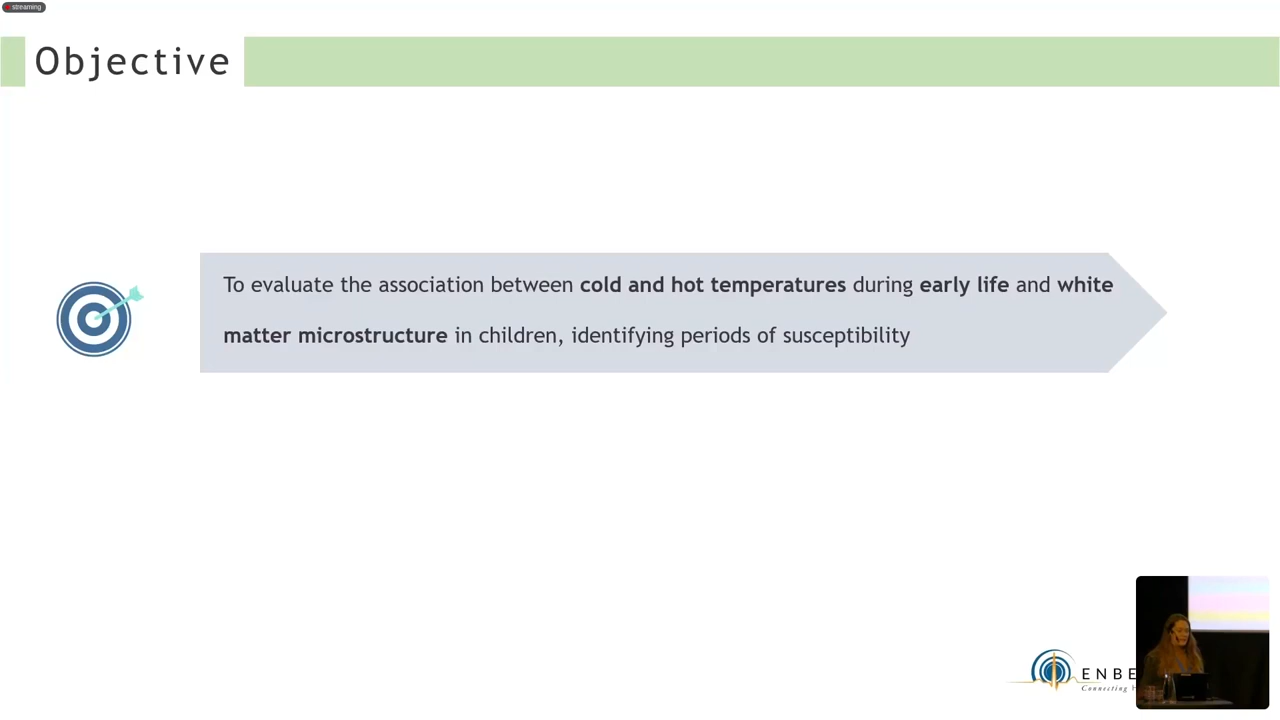 streaming
Objective
To evaluate the association between cold and hot temperatures during early life and white
matter microstructure in children, identifying periods of susceptibility
ENBE
Connecting H